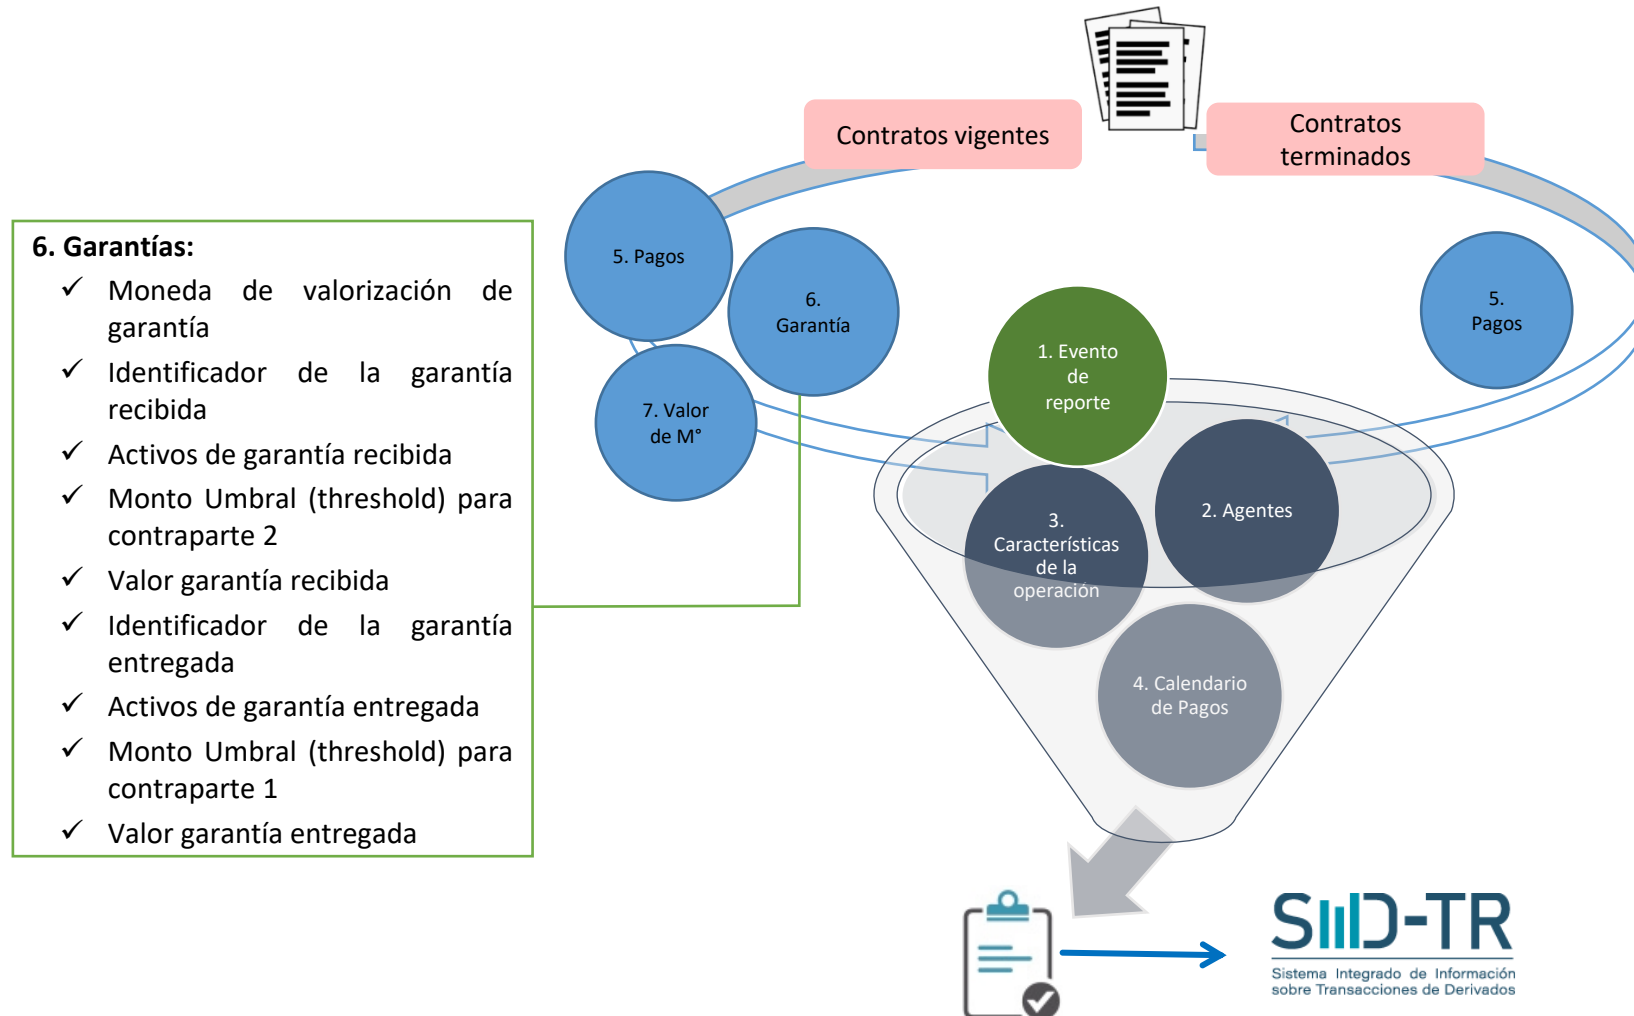 Contratos vigentes
Contratos
terminados
6. Garantías:
✓ Moneda de valorización de
garantía
✓ Identificador de la garantía
recibida
✓ Activos de garantía recibida
✓ Monto Umbral (threshold) para
contraparte 2
✓ Valor garantía recibida
✓ Identificador de la garantía
entregada
✓ Activos de garantía entregada
✓ Monto Umbral (threshold) para
contraparte 1
✓ Valor garantía entregada
5. Pagos
6.
Garantía
7. Valor
de M°
5.
Pagos
1. Evento
de
reporte
2. Agentes
3.
Características
de la
operación
4. Calendario
de Pagos
SIID-TR
Sistema Integrado de Información
sobre Transacciones de Derivados